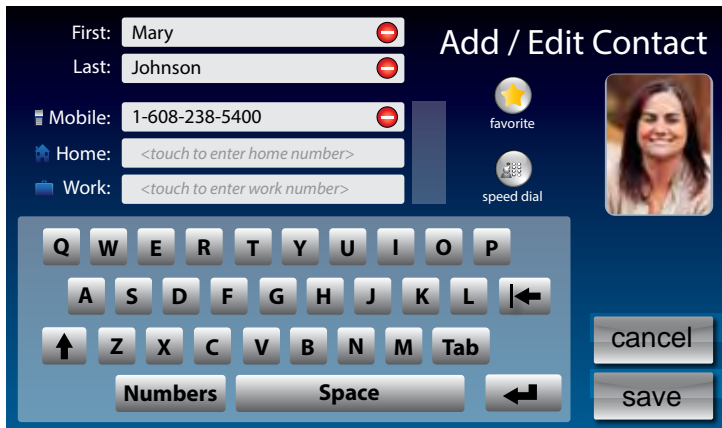 First: Mary
Add / Edit Contact
Last: Johnson
Mobile: 1-608-238-5400
favorite
Home: <touch to enter home number>
Work: <touch to enter work number>
speed dial
Q W E R T Y U I O P
A S D F G H J K L
Z X C V B N M Tab
cancel
Numbers Space
save